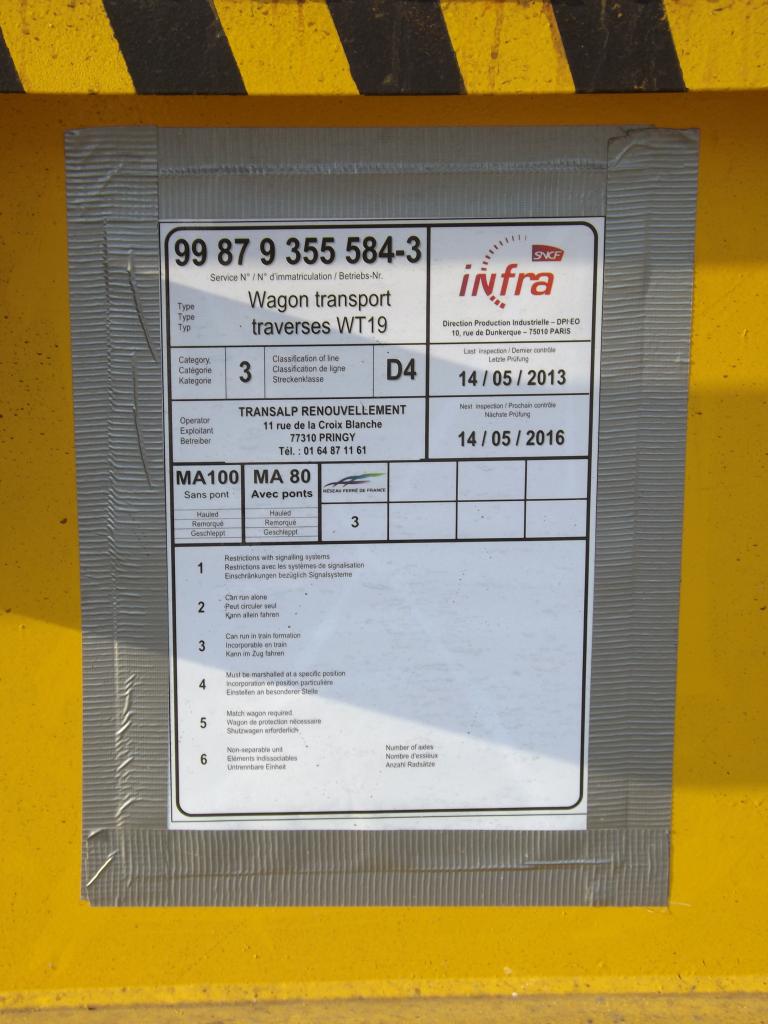 99 87 9 355 584-3
Service N° / N° d'immatriculation / Betriebs-Nr.
Type
Type
Typ
Wagon transport
traverses WT19
SNCF
infra
Direction Production Industrielle – DPI-EO
10, rue de Dunkerque – 75010 PARIS
Category,
Catégorie
Kategorie
3
Classification of line
Classification de ligne
Streckenklasse
D4
Last inspection / Dernier contrôle
Letzte Prüfung
14 / 05 / 2013
Operator
Exploitant
Betreiber
TRANSALP RENOUVELLEMENT
11 rue de la Croix Blanche
77310 PRINGY
Tél. : 01 64 87 11 61
Next inspection / Prochain contrôle
Nächste Prüfung
14 / 05 / 2016
MA100
Sans pont
Hauled
Remorqué
Geschleppt
MA 80
Avec ponts
Hauled
Remorqué
Geschleppt
RÉSEAU FERRÉ DE FRANCE
3
1
Restrictions with signalling systems
Restrictions avec les systèmes de signalisation
Einschränkungen bezüglich Signalsysteme
2
Can run alone
Peut circuler seul
Kann allein fahren
3
Can run in train formation
Incorporable en train
Kann im Zug fahren
4
Must be marshalled at a specific position
Incorporation en position particulière
Einstellen an besonderer Stelle
5
Match wagon required
Wagon de protection nécessaire
Shutzwagen erforderlich
6
Non-separable unit
Eléments indissociables
Untrennbare Einheit
Number of axles
Nombre d'essieux
Anzahl Radsätze